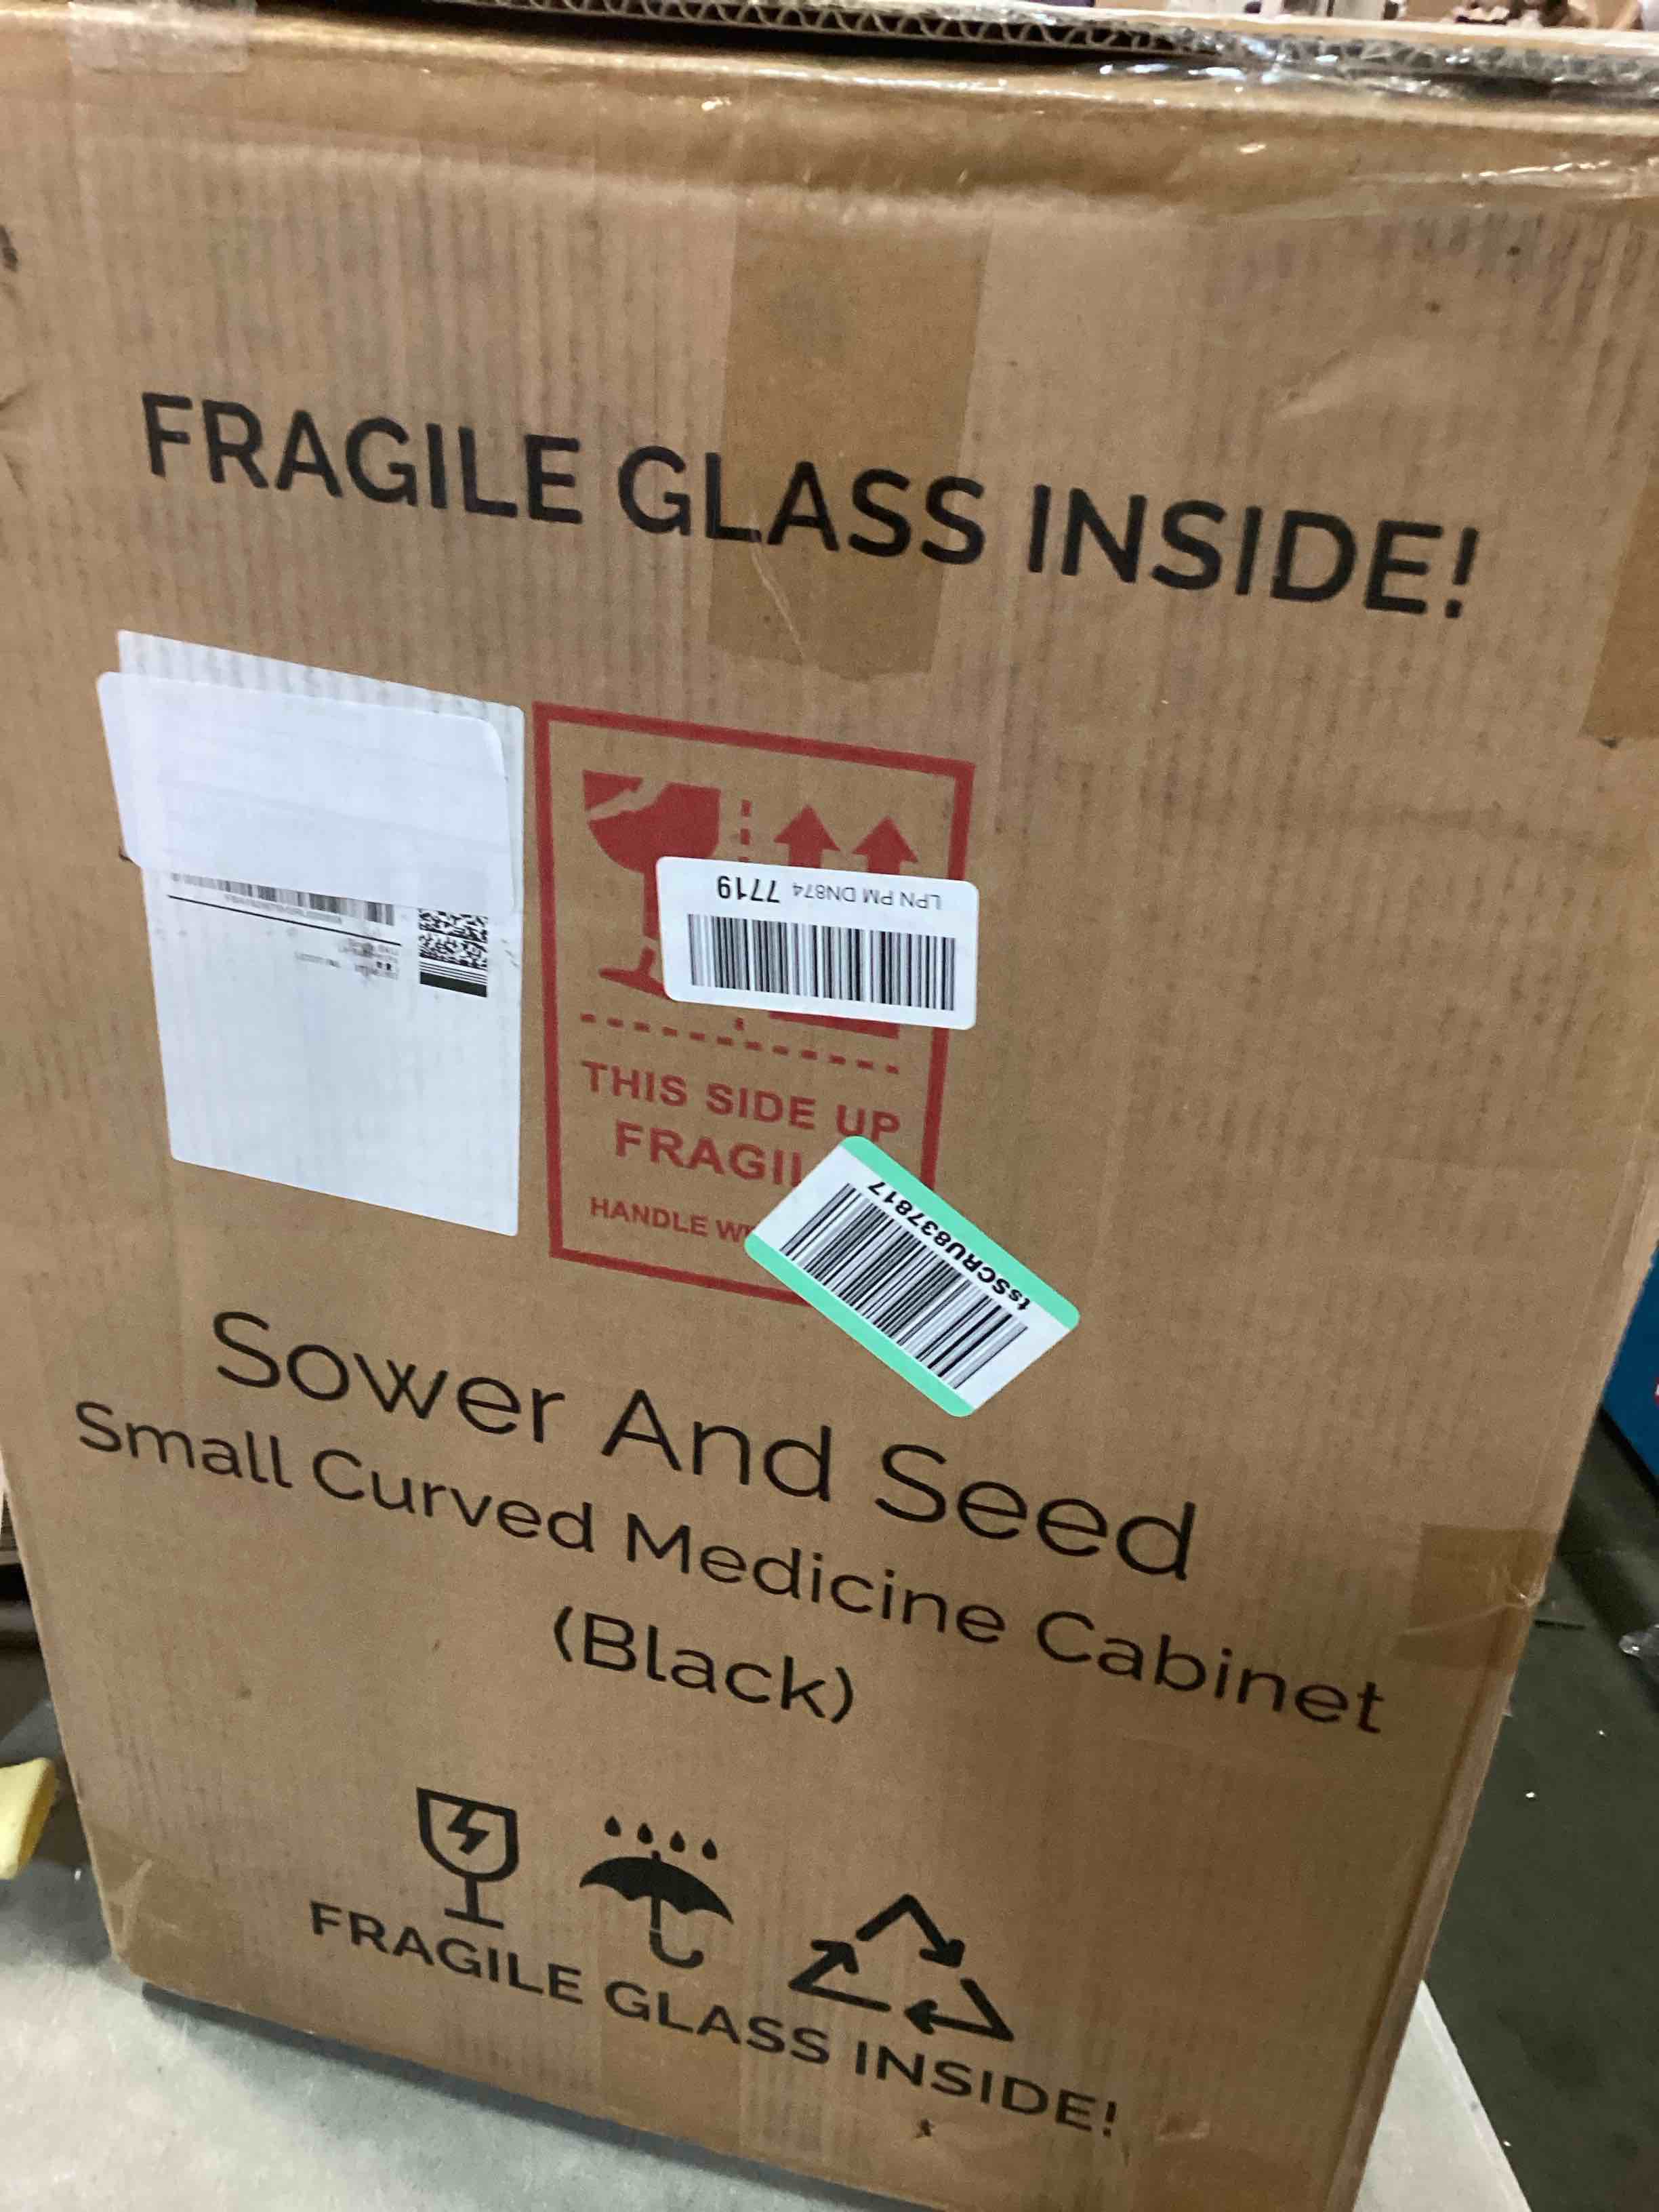 FRAGILE GLASS INSIDE!
LPN PM DN874 7719
THIS SIDE UP
FRAGIL
HANDLE W
tsSCRU837817
Sower And Seed
Small Curved Medicine Cabinet
(Black)
FRAGILE GLASS INSIDE!